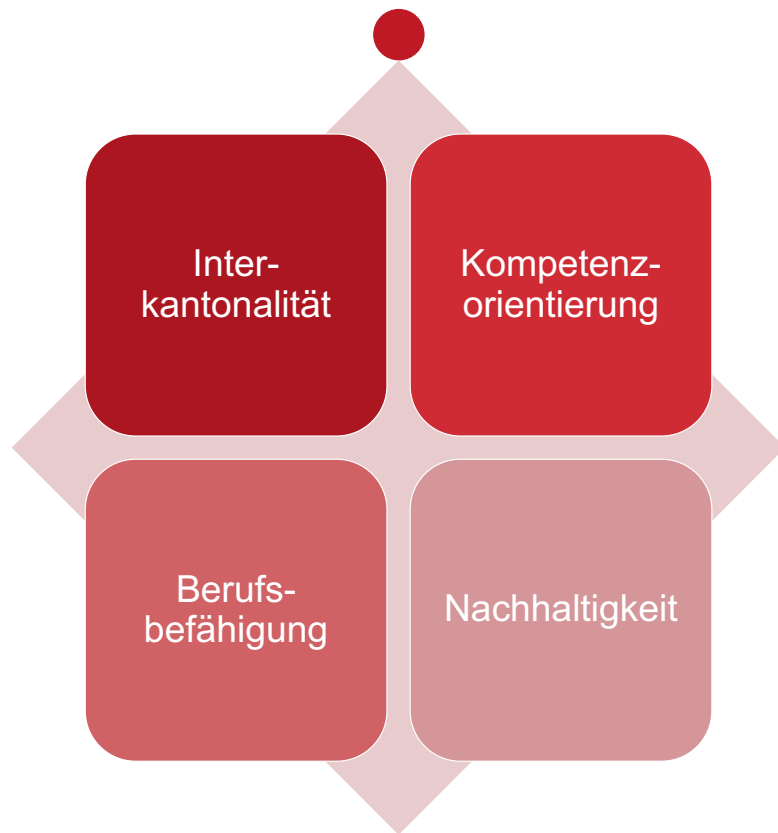 Inter-
kantonalität
Kompetenz-
orientierung
Berufs-
befähigung
Nachhaltigkeit